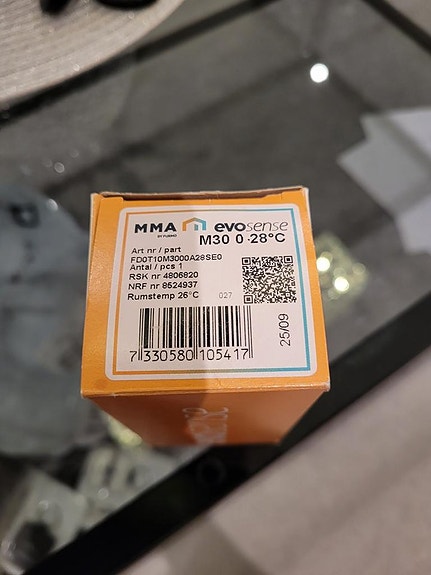 MMA evosense
BY PURMO
M30 0-28°C
Art nr / part
FD0T10M3000A28SE0
Antal / pcs 1
RSK nr 4806820
NRF nr 8524937
Rumstemp 26°C 027
7 330580 105417
25/09